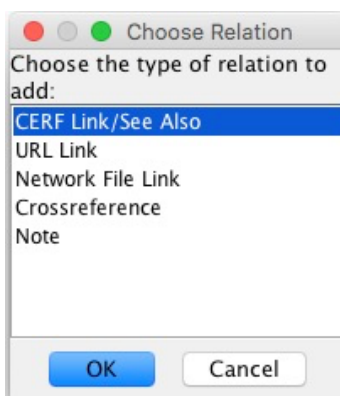 Choose Relation
Choose the type of relation to
add:
CERF Link/See Also
URL Link
Network File Link
Crossreference
Note
OK
Cancel